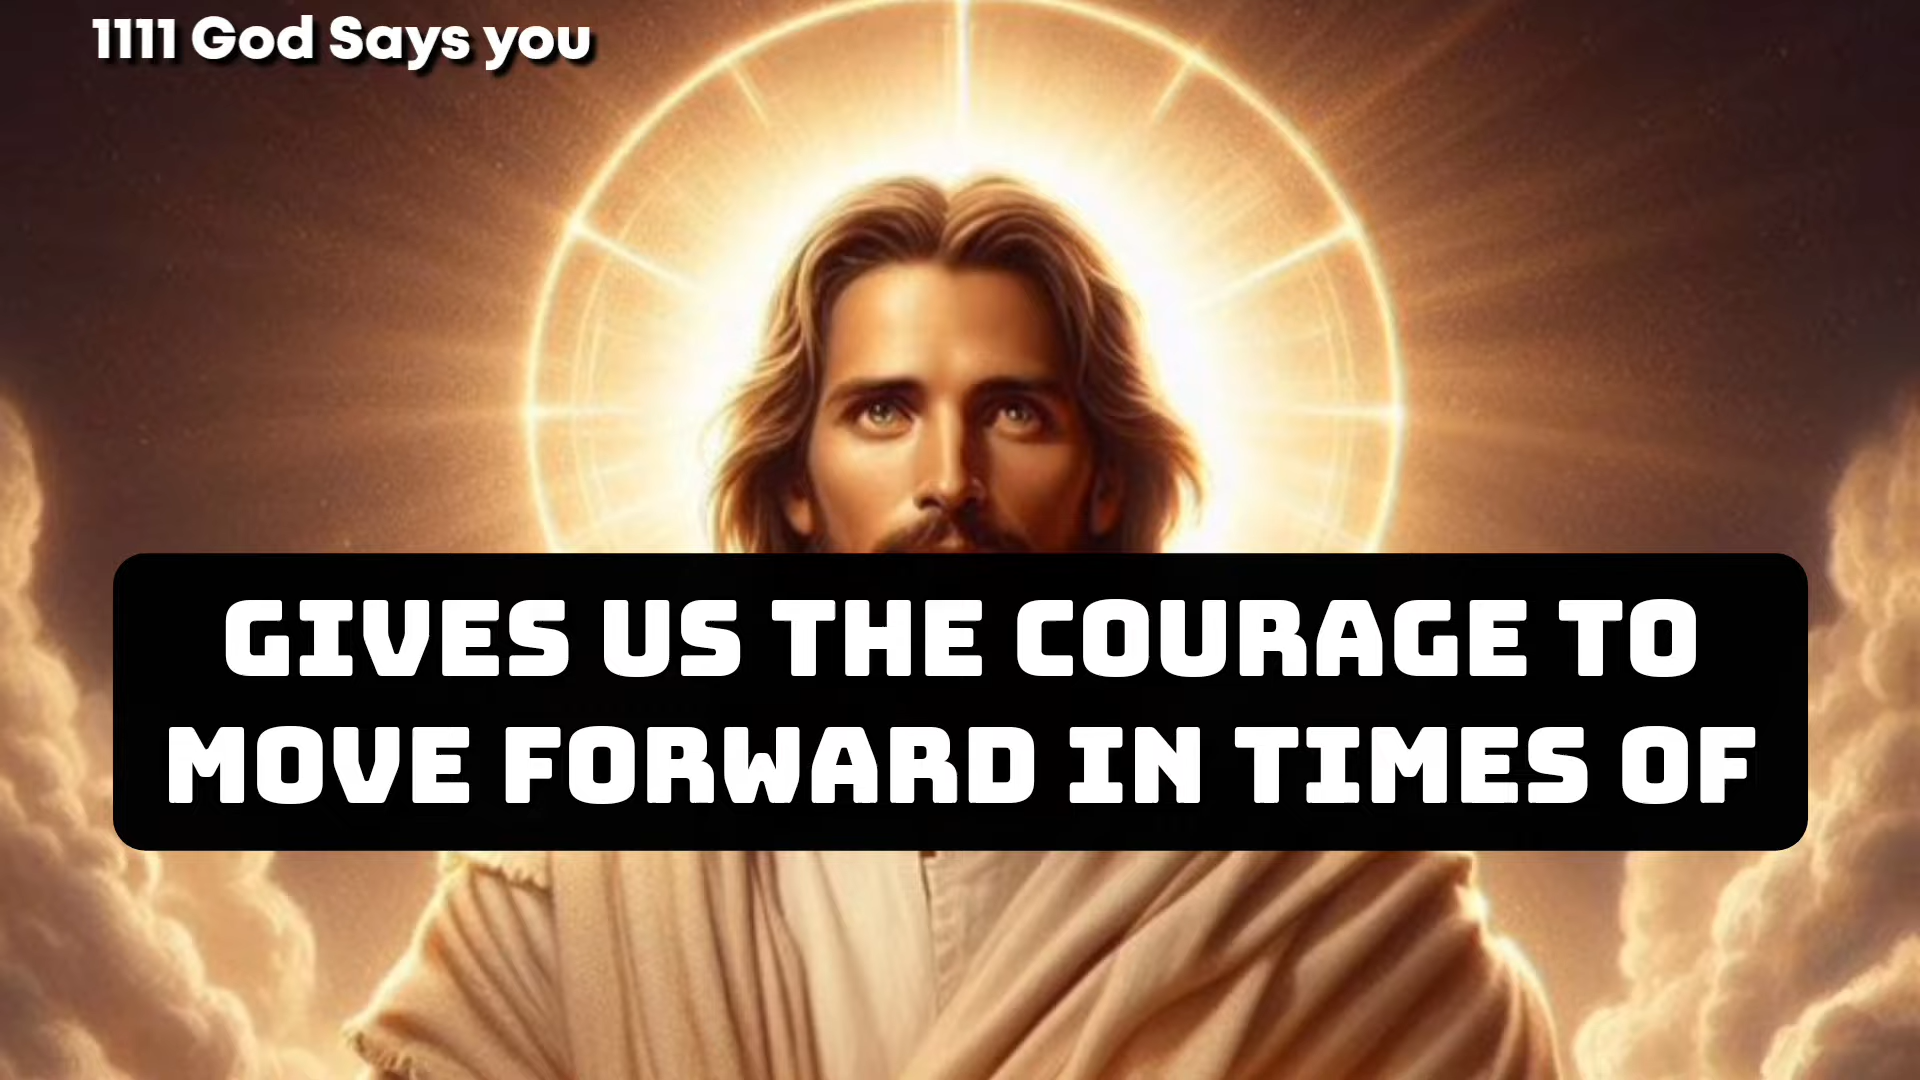 1111 God Says you
GIVES US THE COURAGE TO
MOVE FORWARD IN TIMES OF